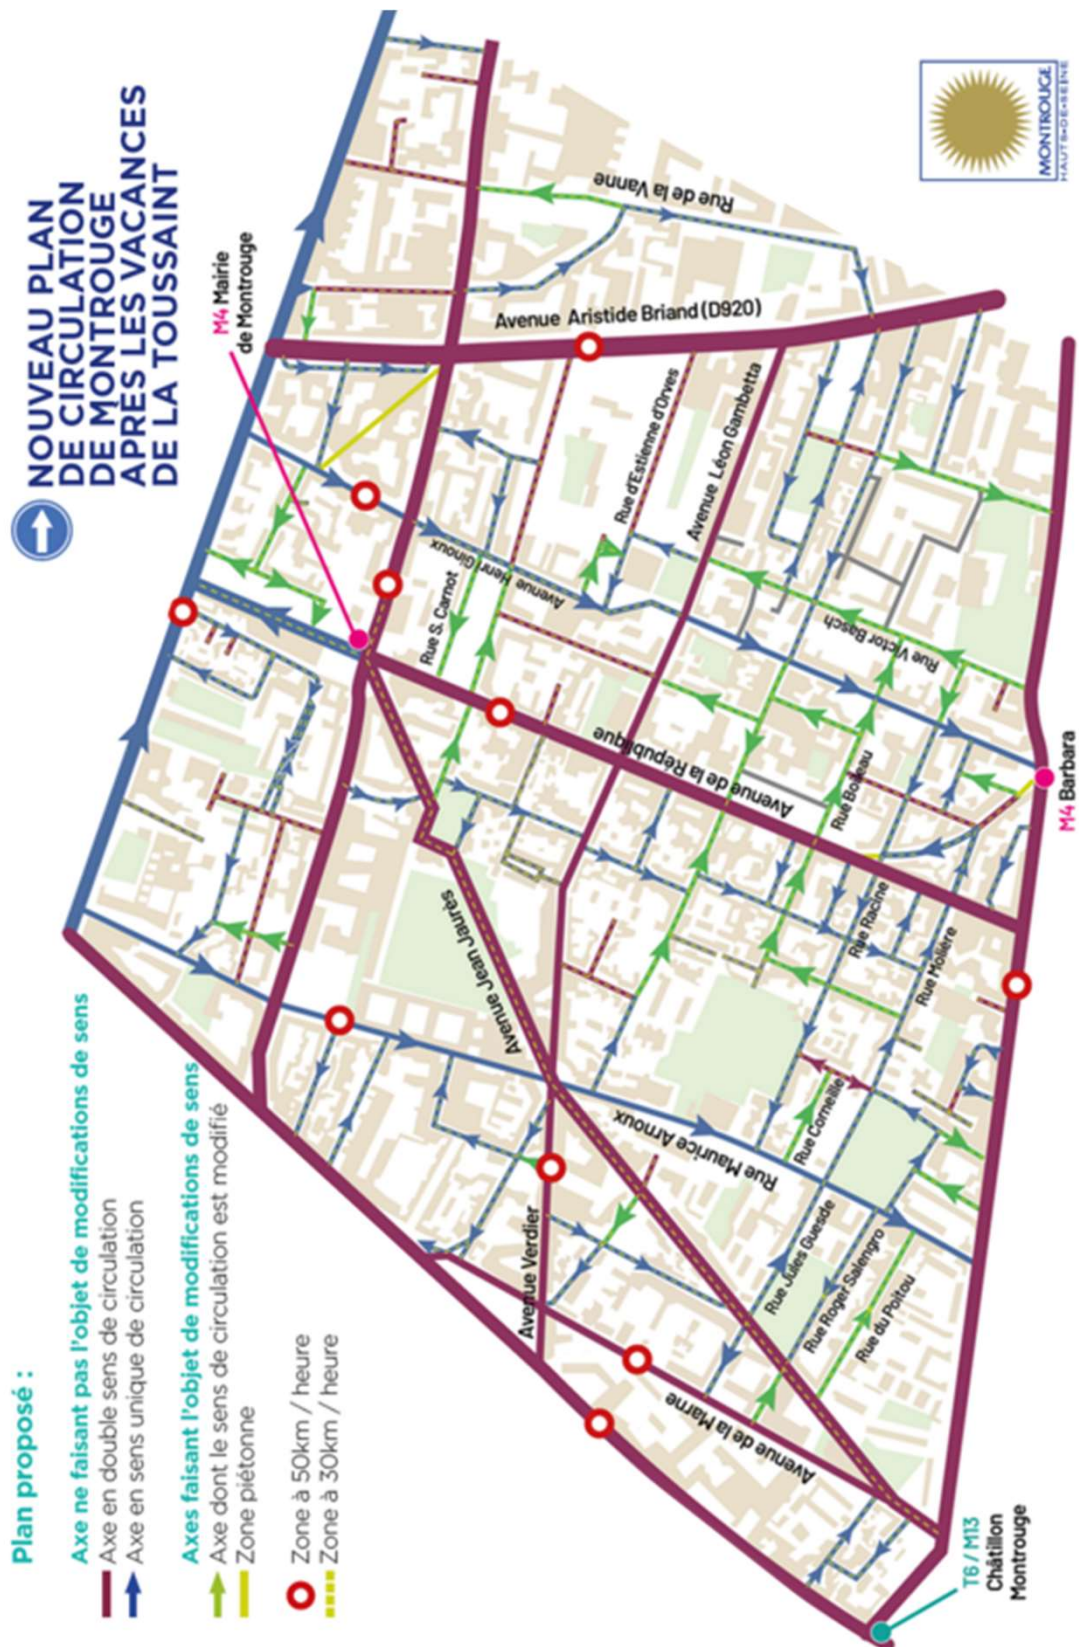 NOUVEAU PLAN
DE CIRCULATION
DE MONTROUGE
APRES LES VACANCES
DE LA TOUSSAINT
Plan proposé :
Axe ne faisant pas l'objet de modifications de sens
Axe en double sens de circulation
Axe en sens unique de circulation
Axes faisant l'objet de modifications de sens
Axe dont le sens de circulation est modifié
Zone piétonne
Zone à 50km / heure
Zone à 30km / heure
M4 Mairie
de Montrouge
Rue de la Vanne
Avenue Aristide Briand (D920)
Rue d'Estienne d'Orves
Avenue Léon Gambetta
Avenue Henri Ginoux
Rue S. Carnot
Rue Victor Basch
Avenue de la République
Rue Boileau
M4 Barbara
Rue Racine
Rue Molière
Avenue Jean Jaurès
Rue Corneille
Rue Maurice Arnoux
Avenue Verdier
Rue Jules Guesde
Rue Roger Salengro
Rue du Poitou
Avenue de la Marne
T6 / M13
Châtillon
Montrouge
MONTROUGE
HAUTS-DE-SEINE